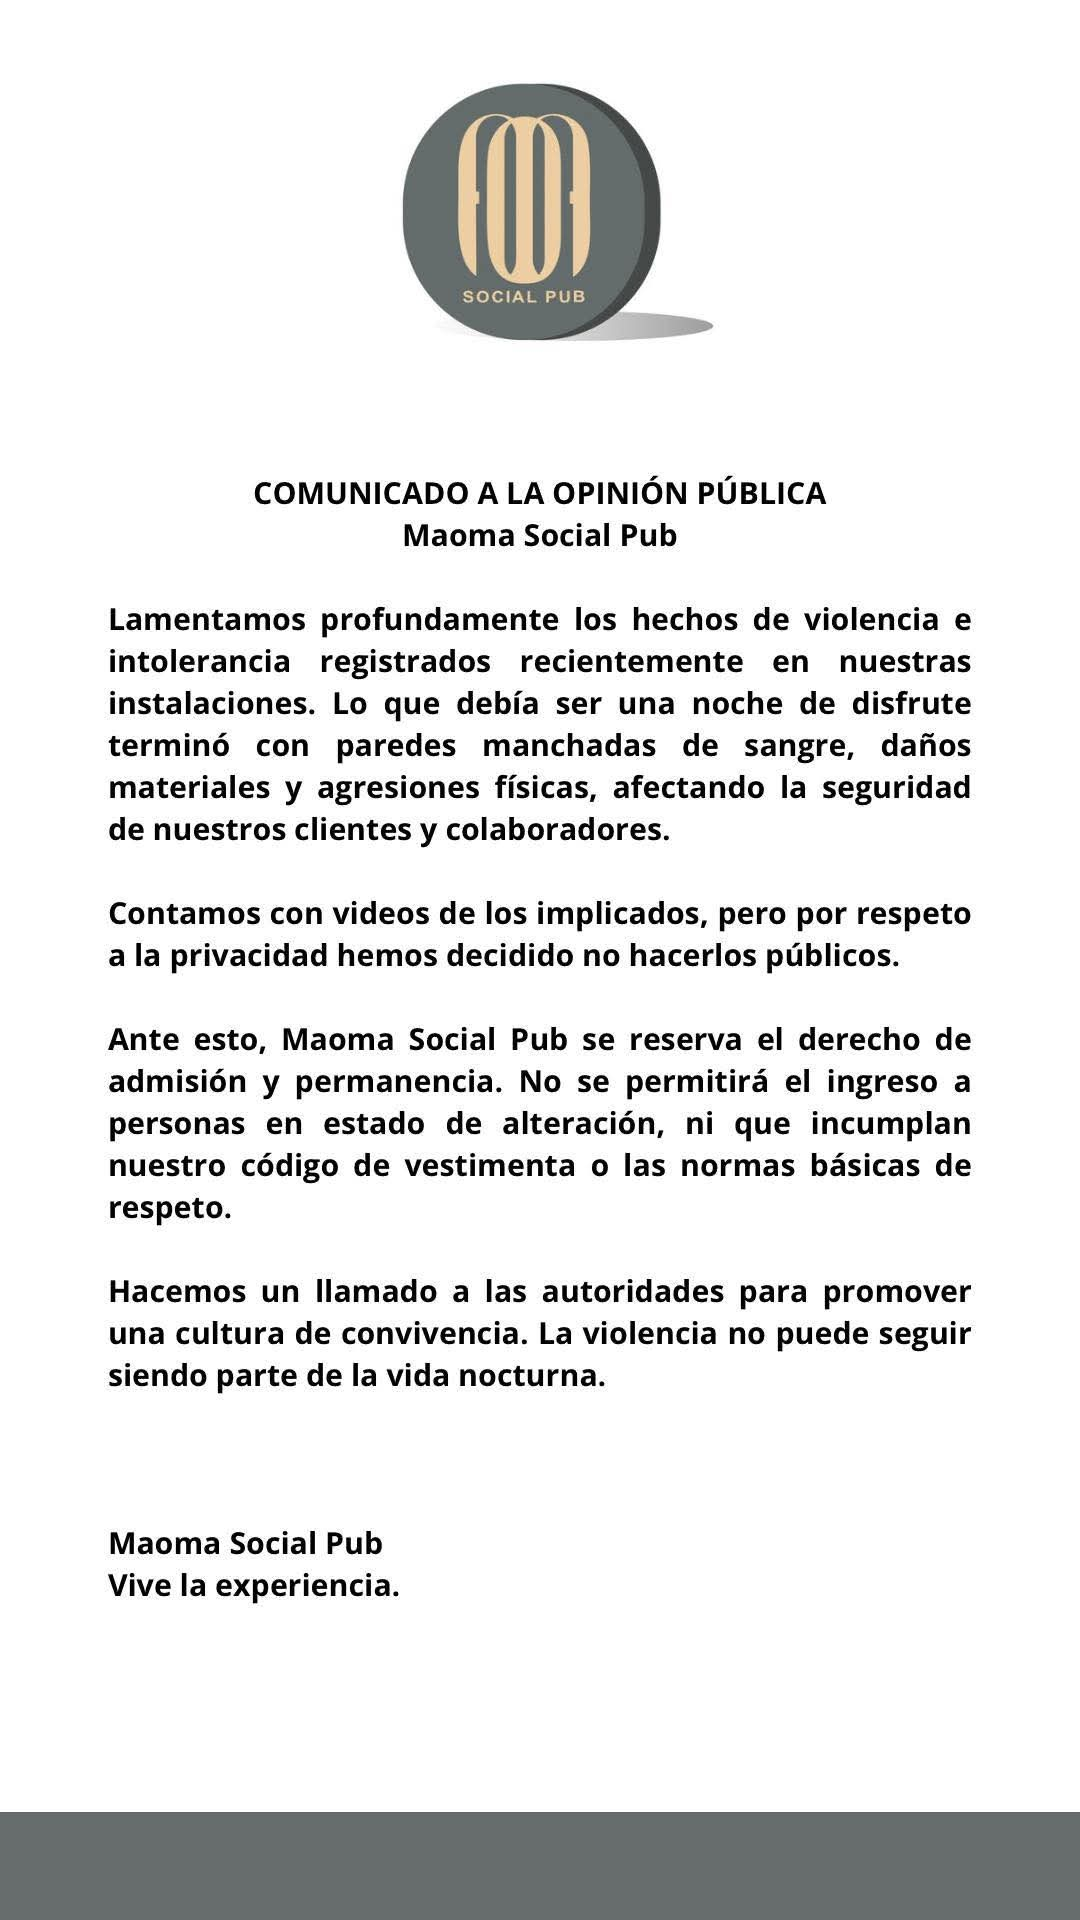 SOCIAL PUB
COMUNICADO A LA OPINIÓN PÚBLICA
Maoma Social Pub
Lamentamos profundamente los hechos de violencia e
intolerancia registrados recientemente en nuestras
instalaciones. Lo que debía ser una noche de disfrute
terminó con paredes manchadas de sangre, daños
materiales y agresiones físicas, afectando la seguridad
de nuestros clientes y colaboradores.
Contamos con videos de los implicados, pero por respeto
a la privacidad hemos decidido no hacerlos públicos.
Ante esto, Maoma Social Pub se reserva el derecho de
admisión y permanencia. No se permitirá el ingreso a
personas en estado de alteración, ni que incumplan
nuestro código de vestimenta o las normas básicas de
respeto.
Hacemos un llamado a las autoridades para promover
una cultura de convivencia. La violencia no puede seguir
siendo parte de la vida nocturna.
Maoma Social Pub
Vive la experiencia.